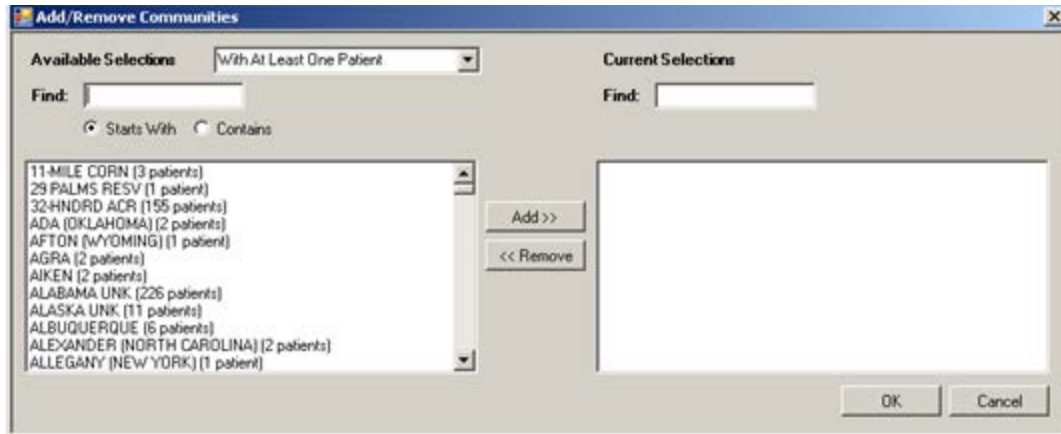 Add/Remove Communities
Available Selections With At Least One Patient Current Selections
Find: Find:
Starts With Contains
11-MILE CORN (3 patients)
29 PALMS RESV (1 patient)
32-HNDRD ACR (155 patients)
ADA (OKLAHOMA) (2 patients)
AFTON (WYOMING) (1 patient)
AGRA (2 patients)
AIKEN (2 patients)
ALABAMA UNK (226 patients)
ALASKA UNK (11 patients)
ALBUQUERQUE (6 patients)
ALEXANDER (NORTH CAROLINA) (2 patients)
ALLEGANY (NEW YORK) (1 patient)
Add >>
<< Remove
OK Cancel